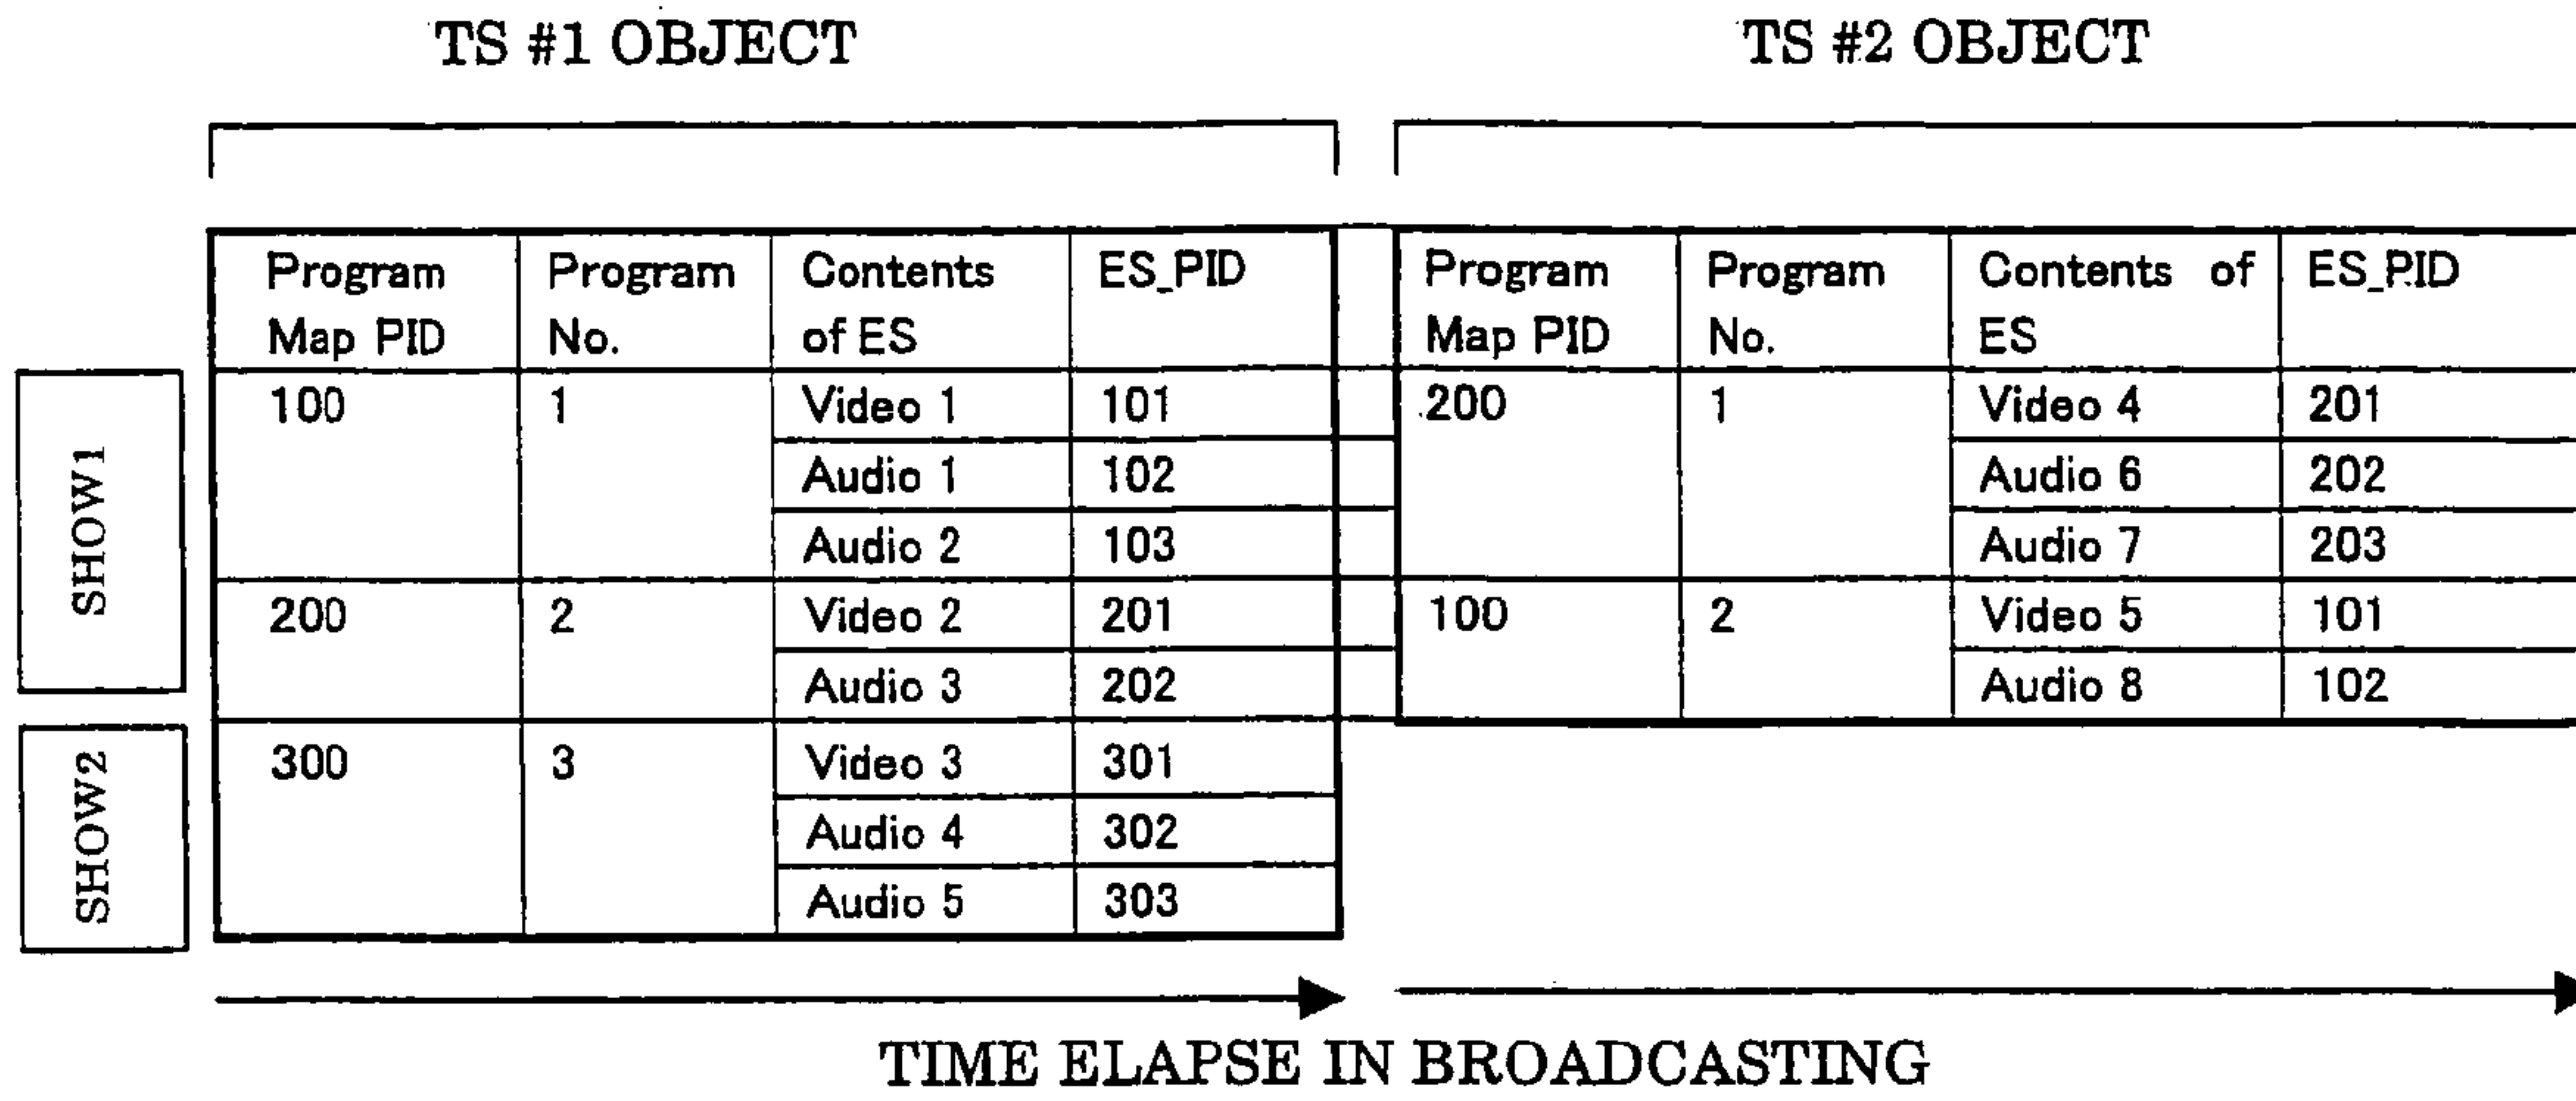 TS #1 OBJECT TS #2 OBJECT
Program Program Contents ES_PID Program Program Contents of ES_PID
Map PID No. of ES Map PID No. ES
SHOW1
100 1 Video 1 101 200 1 Video 4 201
Audio 1 102 Audio 6 202
Audio 2 103 Audio 7 203
200 2 Video 2 201 100 2 Video 5 101
Audio 3 202 Audio 8 102
SHOW2
300 3 Video 3 301
Audio 4 302
Audio 5 303
TIME ELAPSE IN BROADCASTING